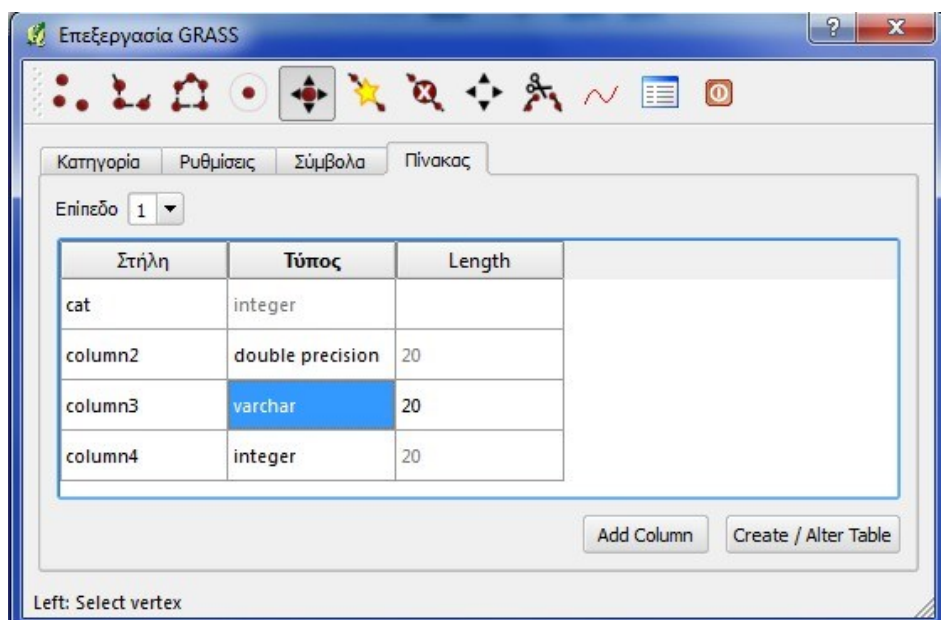 Επεξεργασία GRASS
Κατηγορία Ρυθμίσεις Σύμβολα Πίνακας
Επίπεδο 1
Στήλη Τύπος Length
cat integer
column2 double precision 20
column3 varchar 20
column4 integer 20
Add Column Create / Alter Table
Left: Select vertex